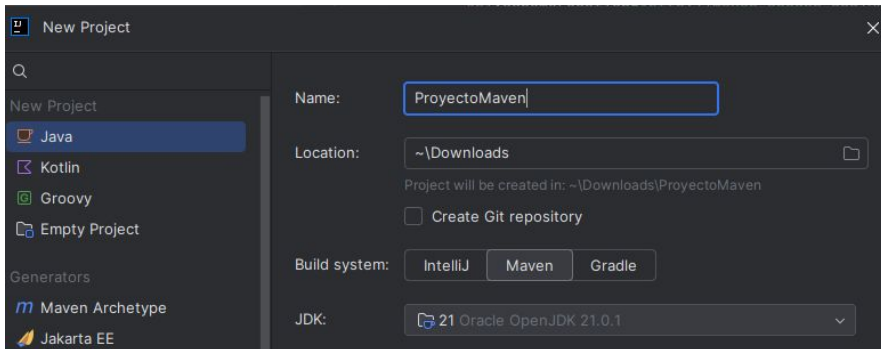 New Project
New Project
Java
Kotlin
Groovy
Empty Project
Generators
Maven Archetype
Jakarta EE
Name: ProyectoMaven
Location: ~\Downloads
Project will be created in: ~\Downloads\ProyectoMaven
Create Git repository
Build system: IntelliJ Maven Gradle
JDK: 21 Oracle OpenJDK 21.0.1